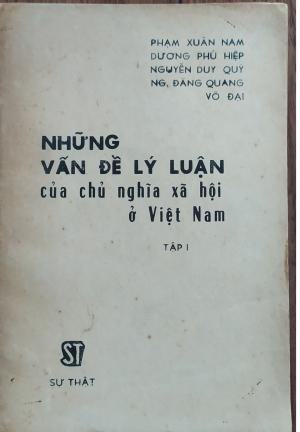 PHẠM XUÂN NAM
DƯƠNG PHÚ HIỆP
NGUYỄN DUY QUÝ
NG. ĐĂNG QUANG
VÕ ĐẠI
NHỮNG
VẤN ĐỀ LÝ LUẬN
của chủ nghĩa xã hội
ở Việt Nam
TẬP I
ST
SỰ THẬT